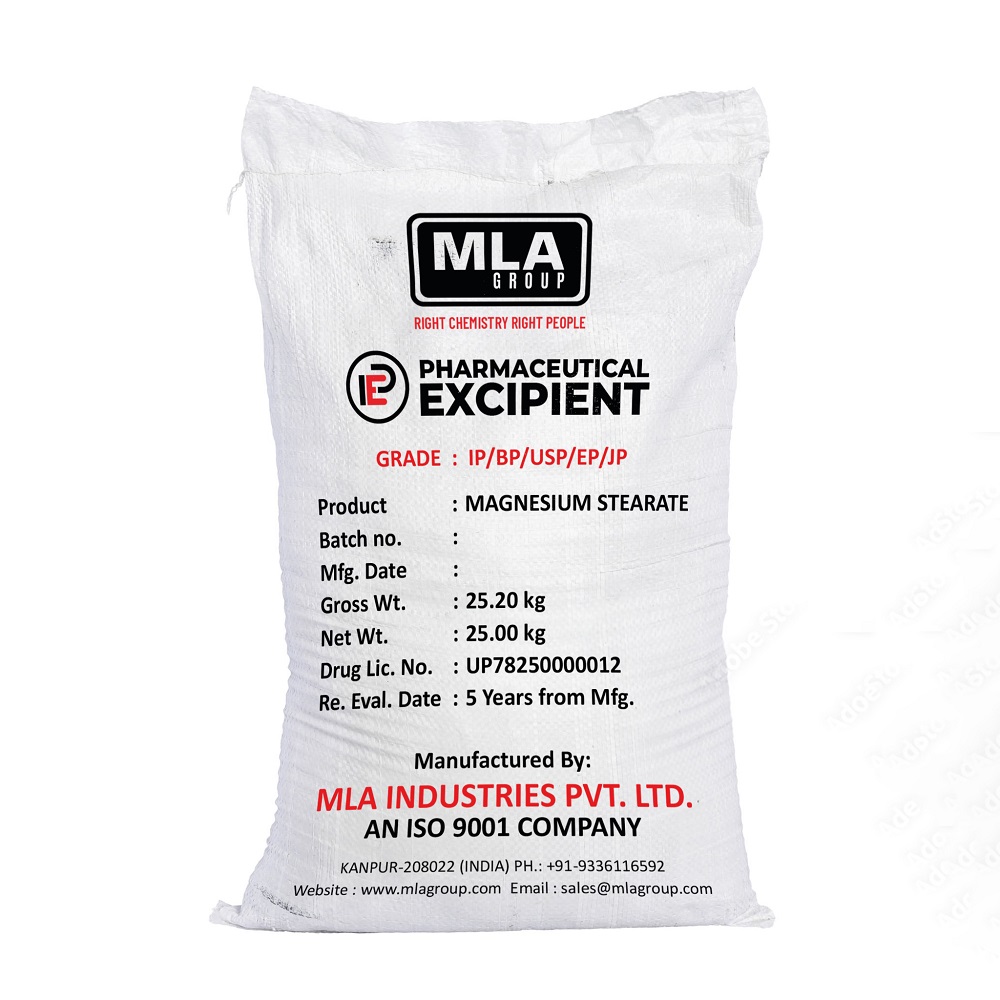 MLA
GROUP
RIGHT CHEMISTRY RIGHT PEOPLE
PHARMACEUTICAL
EXCIPIENT
GRADE : IP/BP/USP/EP/JP
Product : MAGNESIUM STEARATE
Batch no. :
Mfg. Date :
Gross Wt. : 25.20 kg
Net Wt. : 25.00 kg
Drug Lic. No. : UP78250000012
Re. Eval. Date : 5 Years from Mfg.
Manufactured By:
MLA INDUSTRIES PVT. LTD.
AN ISO 9001 COMPANY
KANPUR-208022 (INDIA) PH.: +91-9336116592
Website : www.mlagroup.com Email : sales@mlagroup.com